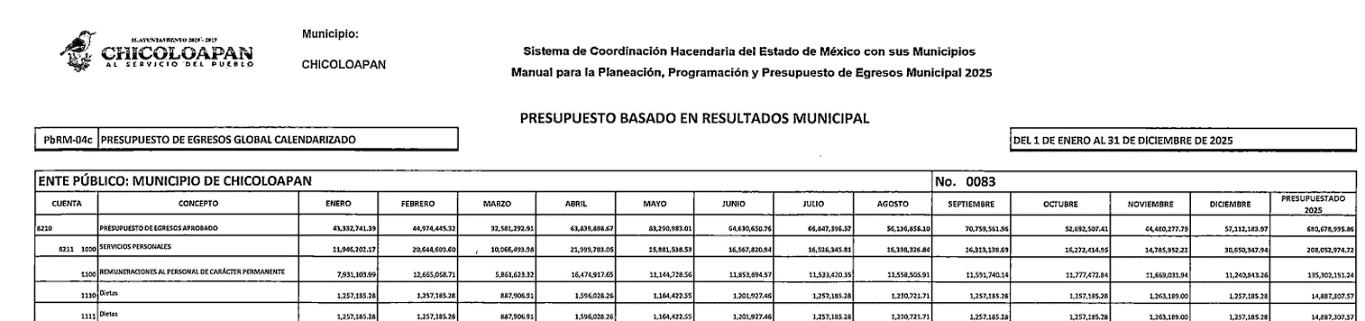 H. AYUNTAMIENTO 2025 - 2027
CHICOLOAPAN
AL SERVICIO DEL PUEBLO
Municipio:
CHICOLOAPAN
Sistema de Coordinación Hacendaria del Estado de México con sus Municipios
Manual para la Planeación, Programación y Presupuesto de Egresos Municipal 2025
PRESUPUESTO BASADO EN RESULTADOS MUNICIPAL
PbRM-04c PRESUPUESTO DE EGRESOS GLOBAL CALENDARIZADO DEL 1 DE ENERO AL 31 DE DICIEMBRE DE 2025
ENTE PÚBLICO: MUNICIPIO DE CHICOLOAPAN No. 0083
CUENTA CONCEPTO ENERO FEBRERO MARZO ABRIL MAYO JUNIO JULIO AGOSTO SEPTIEMBRE OCTUBRE NOVIEMBRE DICIEMBRE PRESUPUESTADO 2025
8210 PRESUPUESTO DE EGRESOS APROBADO 43,332,741.39 44,974,445.32 32,581,292.91 63,639,898.67 83,290,983.01 64,630,650.76 66,847,596.57 56,136,856.10 70,758,561.96 52,692,507.41 44,480,277.79 57,112,183.97 680,678,995.86
8211 1000 SERVICIOS PERSONALES 11,946,202.17 20,644,609.60 10,066,493.98 21,999,783.05 15,881,538.53 16,567,820.94 16,526,345.81 16,398,326.84 16,313,138.69 16,272,414.95 14,785,952.22 30,650,347.94 208,052,974.72
1100 REMUNERACIONES AL PERSONAL DE CARÁCTER PERMANENTE 7,931,103.99 12,665,068.71 5,861,623.32 16,474,917.65 11,144,728.56 11,853,694.57 11,533,420.35 11,558,505.91 11,591,740.14 11,777,472.84 11,669,031.94 11,240,843.26 135,302,151.24
1110 Dietas 1,257,185.28 1,257,185.28 887,906.91 1,596,028.26 1,164,422.55 1,201,927.46 1,257,185.28 1,230,721.71 1,257,185.28 1,257,185.28 1,263,189.00 1,257,185.28 14,887,307.57
1111 Dietas 1,257,185.28 1,257,185.28 887,906.91 1,596,028.26 1,164,422.55 1,201,927.46 1,257,185.28 1,230,721.71 1,257,185.28 1,257,185.28 1,263,189.00 1,257,185.28 14,887,307.57